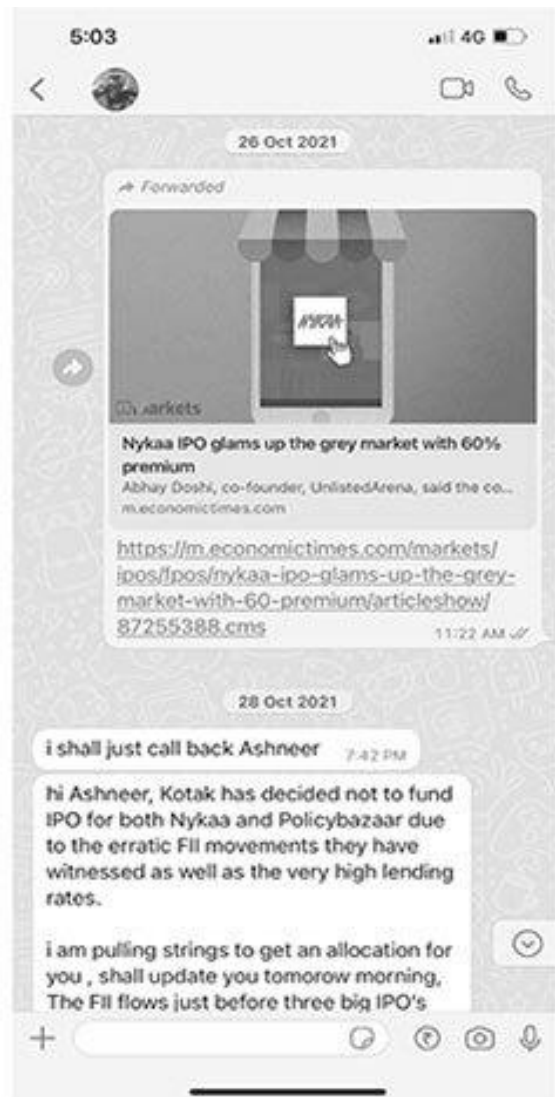 5:03
4G
26 Oct 2021
Forwarded
NYKAA
markets
Nykaa IPO glams up the grey market with 60%
premium
Abhay Doshi, co-founder, UnlistedArena, said the co...
m.economictimes.com
https://m.economictimes.com/markets/
ipos/fpos/nykaa-ipo-glams-up-the-grey-
market-with-60-premium/articleshow/
87255388.cms
11:22 AM
28 Oct 2021
i shall just call back Ashneer
7:42 PM
hi Ashneer, Kotak has decided not to fund
IPO for both Nykaa and Policybazaar due
to the erratic FII movements they have
witnessed as well as the very high lending
rates.
i am pulling strings to get an allocation for
you , shall update you tomorow morning,
The FII flows just before three big IPO's